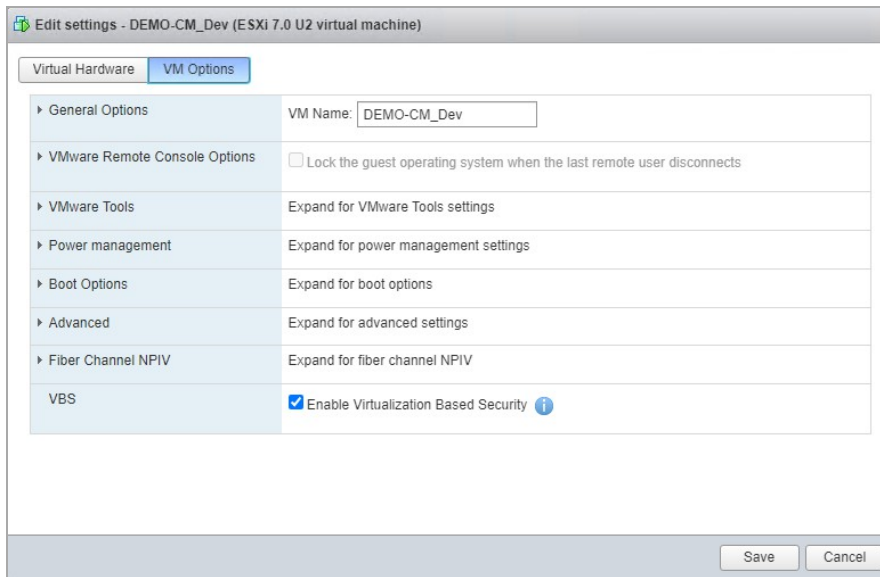 Edit settings - DEMO-CM_Dev (ESXi 7.0 U2 virtual machine)
Virtual Hardware VM Options
General Options VM Name: DEMO-CM_Dev
VMware Remote Console Options Lock the guest operating system when the last remote user disconnects
VMware Tools Expand for VMware Tools settings
Power management Expand for power management settings
Boot Options Expand for boot options
Advanced Expand for advanced settings
Fiber Channel NPIV Expand for fiber channel NPIV
VBS Enable Virtualization Based Security
Save Cancel